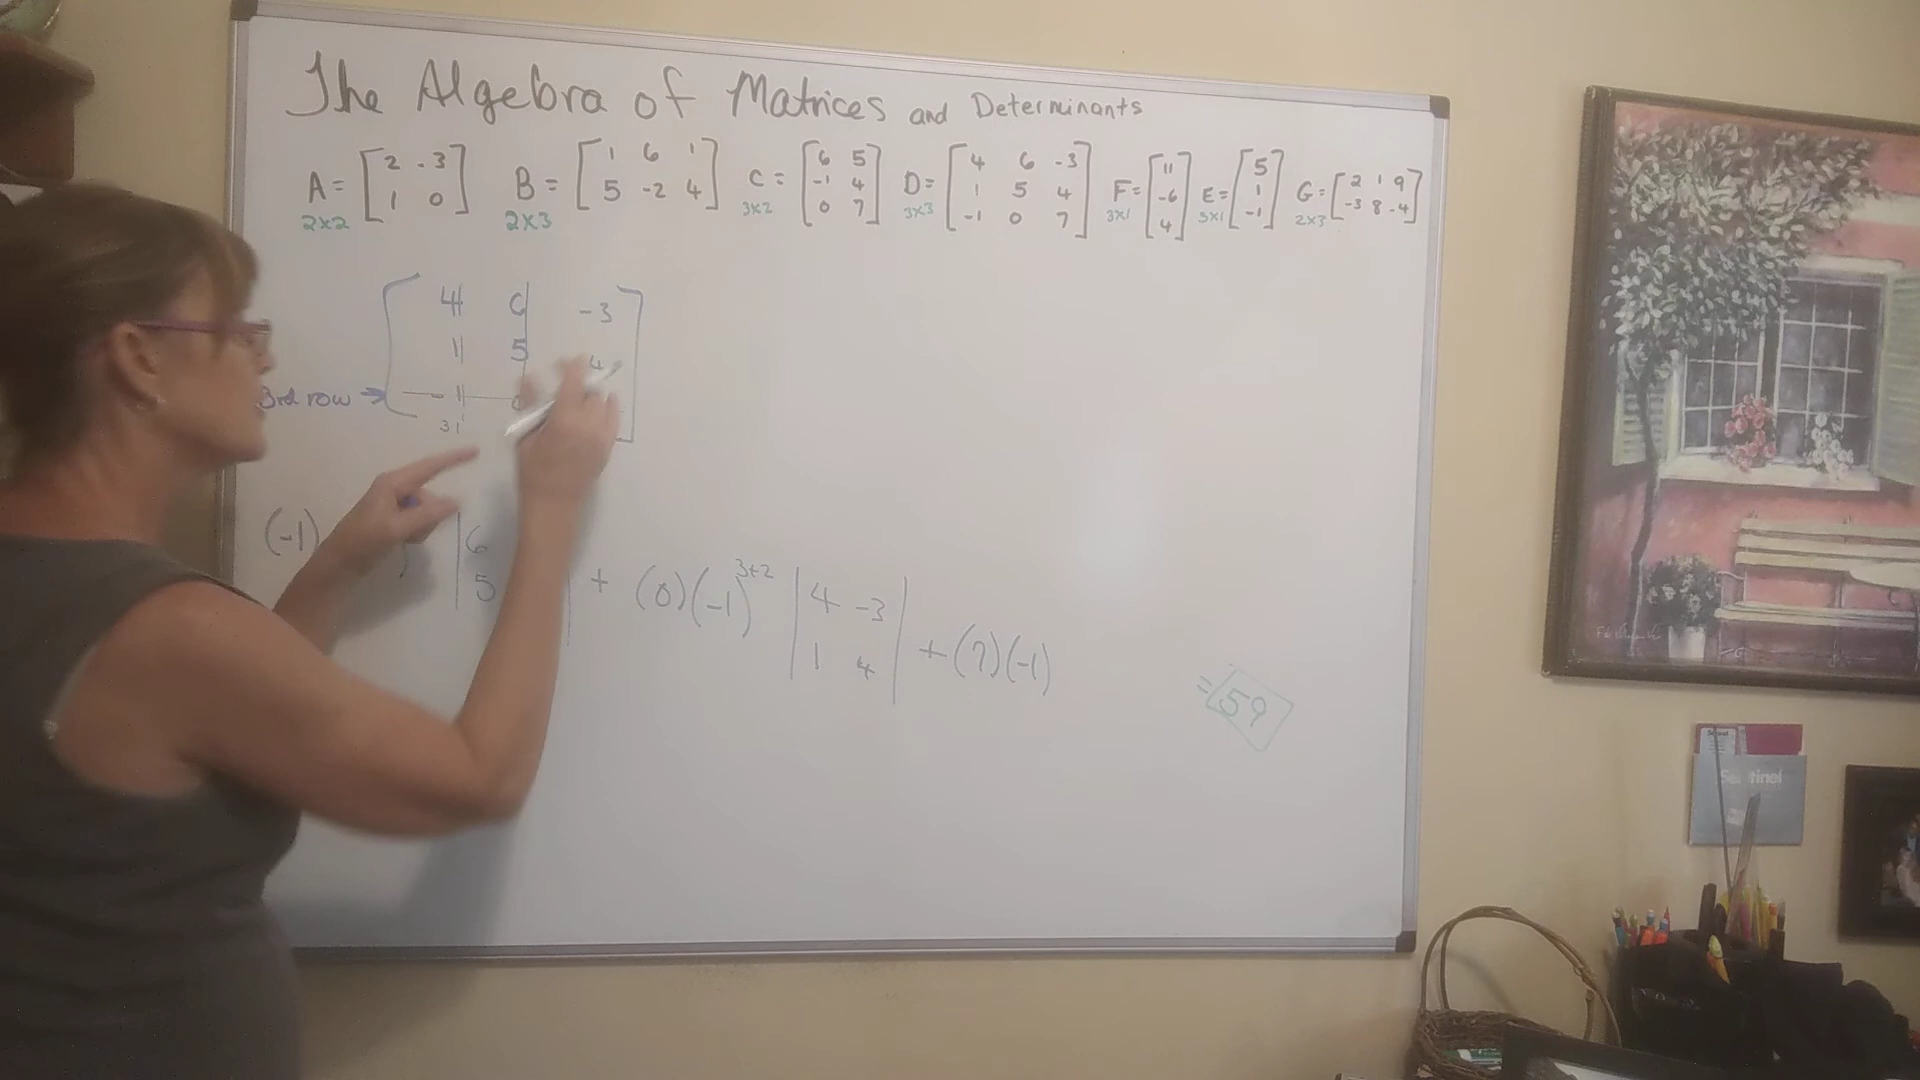 The Algebra of Matrices and Determinants
A = [2 -3] B = [1 6 1] C = [6 5] D = [4 6 -3] F = [11] E = [5] G = [2 1 9]
[1 0] [5 -2 4] [-1 4] [1 5 4] [-6] [1] [-3 8 -4]
[0 7] [-1 0 7] [4] [-1]
2x2 2x3 3x2 3x3 3x1 3x1 2x3
4 6 -3
1 5 4
3rd row → -1
31
(-1) |6 + (0)(-1)^3+2 |4 -3| + (7)(-1)
5 |1 4|
= 59